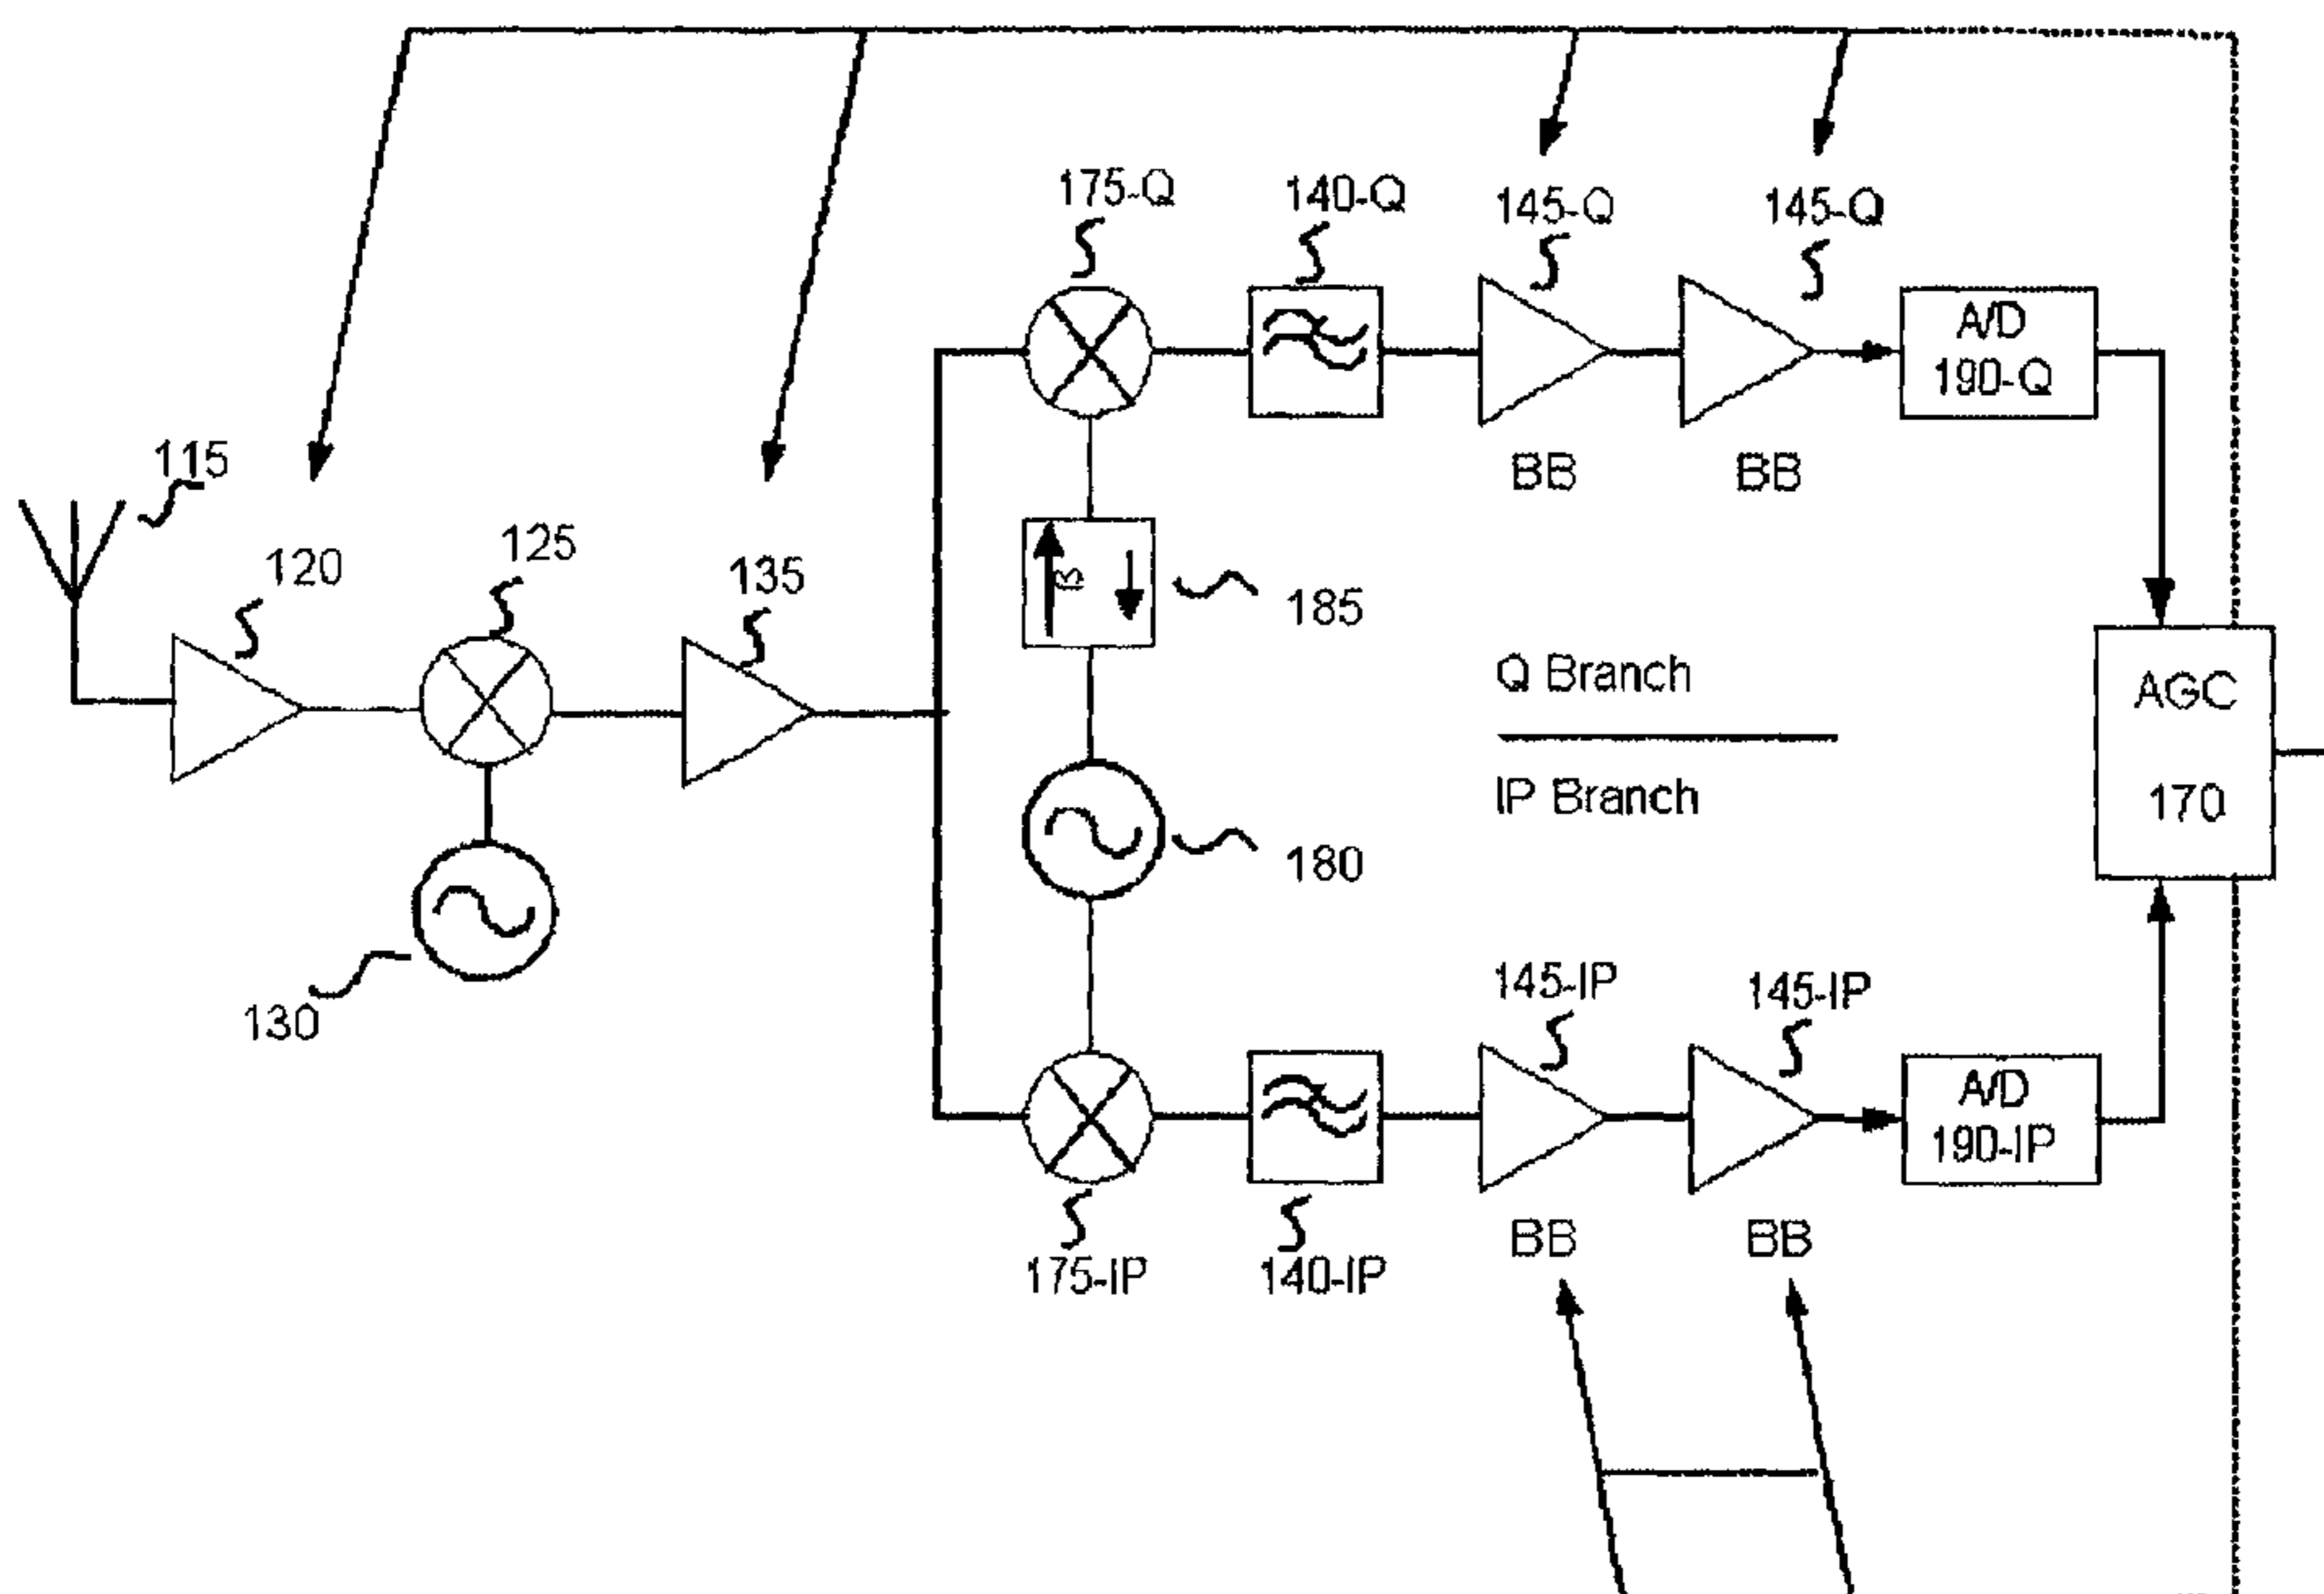 175-Q
140-Q
145-Q
145-Q
A/D
190-Q
BB
BB
115
120
125
135
185
Q Branch
IP Branch
AGC
170
180
130
145-IP
145-IP
A/D
190-IP
175-IP
140-IP
BB
BB